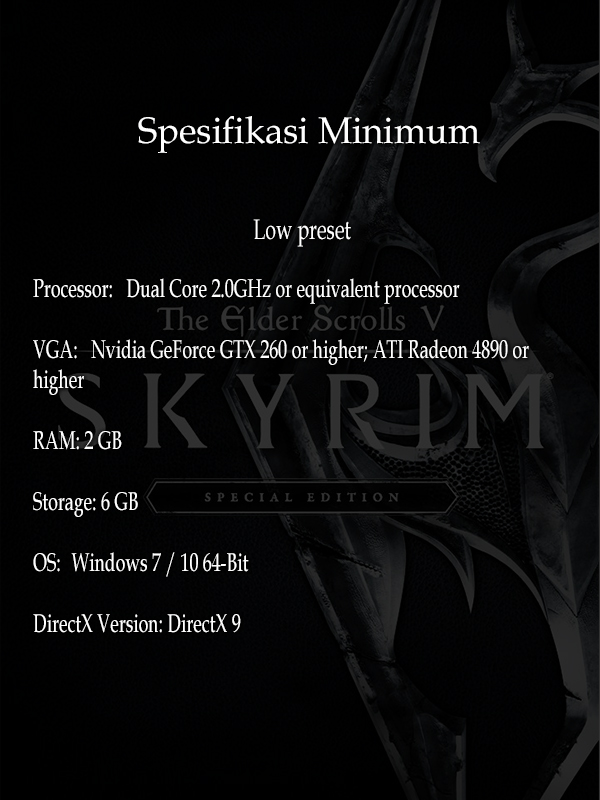 Spesifikasi Minimum
Low preset
Processor: Dual Core 2.0GHz or equivalent processor
The Elder Scrolls V
VGA: Nvidia GeForce GTX 260 or higher; ATI Radeon 4890 or
higher
SKYRIM
RAM: 2 GB
Storage: 6 GB
SPECIAL EDITION
OS: Windows 7 / 10 64-Bit
DirectX Version: DirectX 9